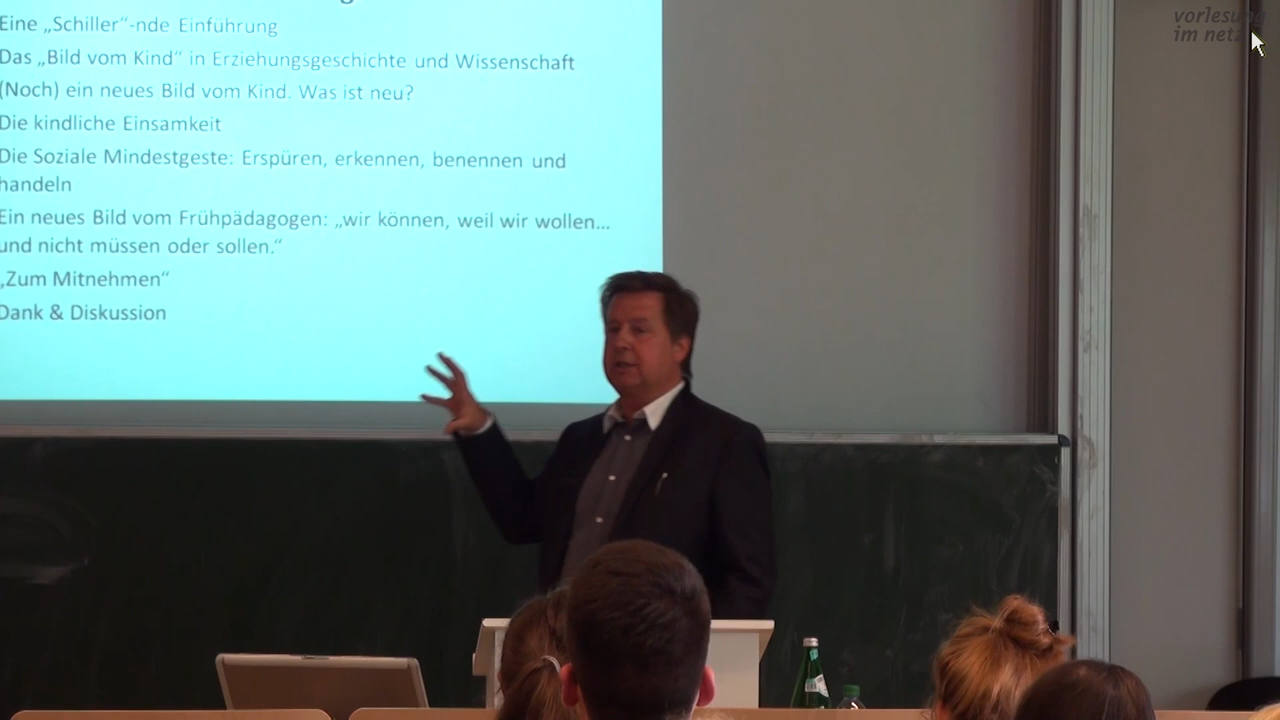 Eine „Schiller“-nde Einführung
Das „Bild vom Kind“ in Erziehungsgeschichte und Wissenschaft
(Noch) ein neues Bild vom Kind. Was ist neu?
Die kindliche Einsamkeit
Die Soziale Mindestgeste: Erspüren, erkennen, benennen und
handeln
Ein neues Bild vom Frühpädagogen: „wir können, weil wir wollen...
und nicht müssen oder sollen.“
„Zum Mitnehmen“
Dank & Diskussion
vorlesung
im netz